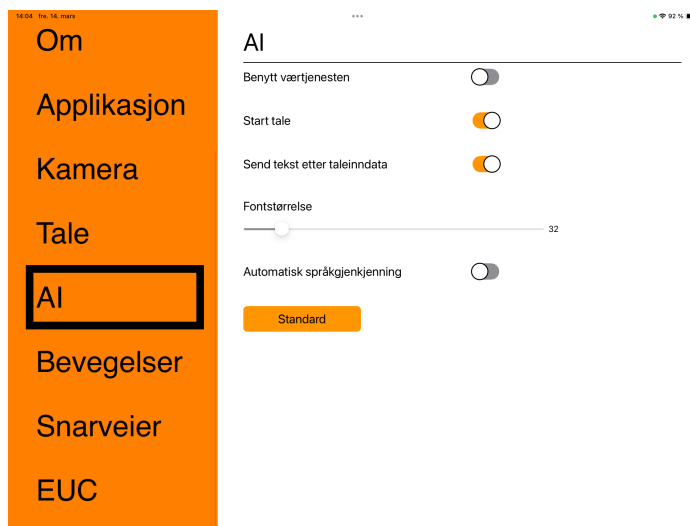 14:04 fre. 14. mars
92 %
Om
Applikasjon
Kamera
Tale
AI
Bevegelser
Snarveier
EUC
AI
Benytt værtjenesten
Start tale
Send tekst etter taleinndata
Fontstørrelse
32
Automatisk språkgjenkjenning
Standard